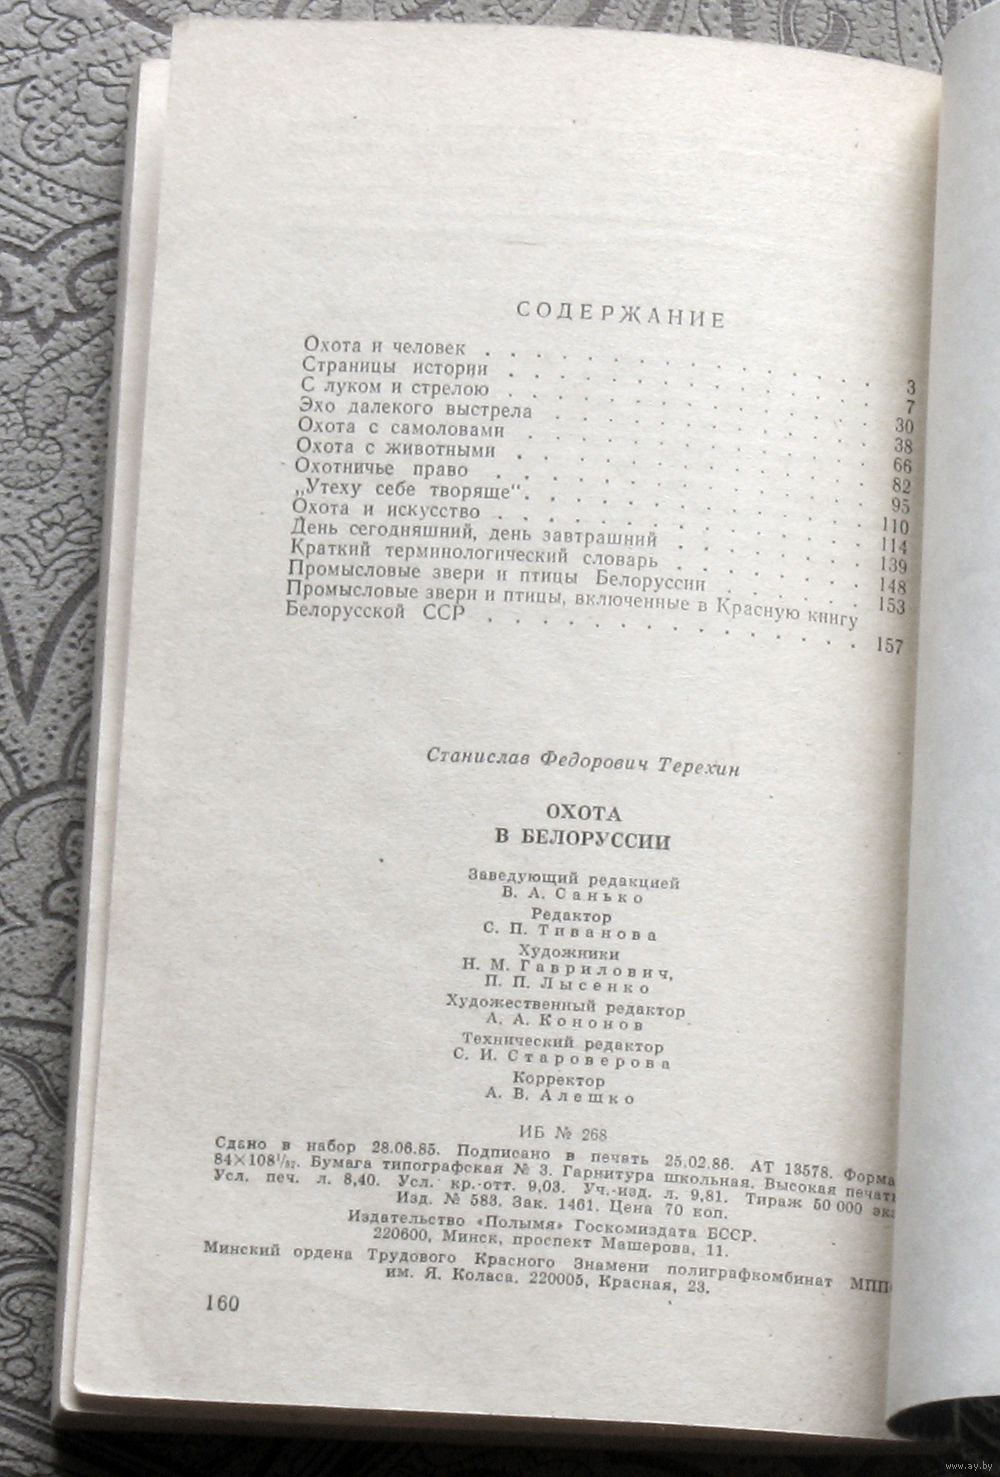 СОДЕРЖАНИЕ
Охота и человек . . . . . . . . . . . . . . . 3
Страницы истории . . . . . . . . . . . . . . 7
С луком и стрелою . . . . . . . . . . . . . . 30
Эхо далекого выстрела . . . . . . . . . . . . 38
Охота с самоловами . . . . . . . . . . . . . 66
Охота с животными . . . . . . . . . . . . . . 82
Охотничье право . . . . . . . . . . . . . . . 95
„Утеху себе творяще“. . . . . . . . . . . . . 110
Охота и искусство . . . . . . . . . . . . . . 114
День сегодняшний, день завтрашний . . . . . . . 139
Краткий терминологический словарь . . . . . . . 148
Промысловые звери и птицы Белоруссии . . . . . . 153
Промысловые звери и птицы, включенные в Красную книгу
Белорусской ССР . . . . . . . . . . . . . . . 157
Станислав Федорович Терехин
ОХОТА
В БЕЛОРУССИИ
Заведующий редакцией
В. А. Санько
Редактор
С. П. Тиванова
Художники
Н. М. Гаврилович,
П. П. Лысенко
Художественный редактор
А. А. Кононов
Технический редактор
С. И. Староверова
Корректор
А. В. Алешко
ИБ № 268
Сдано в набор 28.06.85. Подписано в печать 25.02.86. АТ 13578. Форма
84×108¹/₃₂. Бумага типографская № 3. Гарнитура школьная. Высокая печать
Усл. печ. л. 8,40. Усл. кр.-отт. 9,03. Уч.-изд. л. 9,81. Тираж 50 000 экз
Изд. № 583. Зак. 1461. Цена 70 коп.
Издательство «Полымя» Госкомиздата БССР.
220600, Минск, проспект Машерова, 11.
Минский ордена Трудового Красного Знамени полиграфкомбинат МПП
им. Я. Коласа. 220005, Красная, 23.
160
www.ay.by